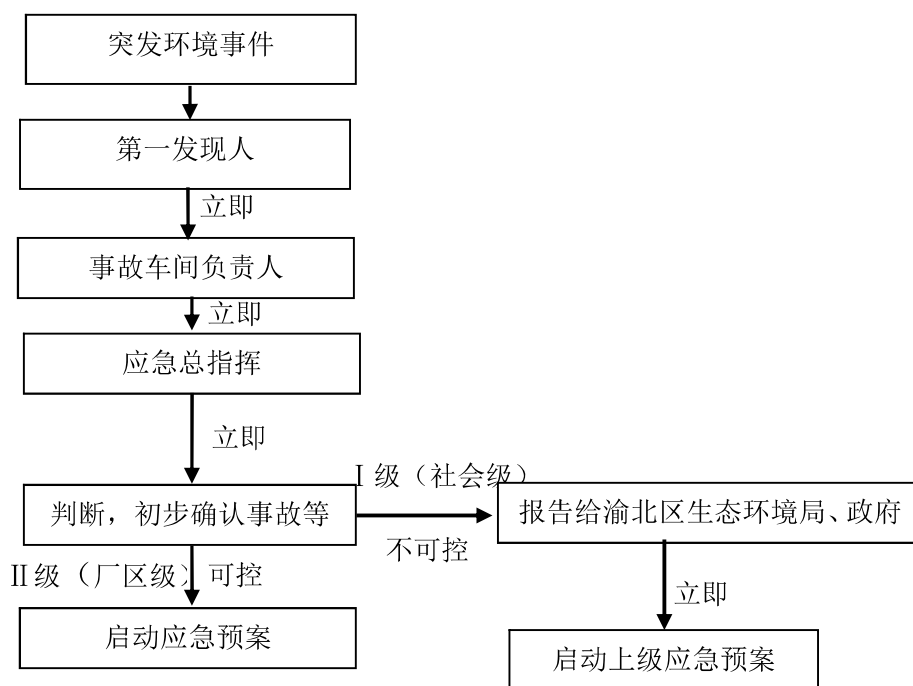 突发环境事件
第一发现人
立即
事故车间负责人
立即
应急总指挥
立即
Ⅰ级（社会级）
判断，初步确认事故等
报告给渝北区生态环境局、政府
不可控
Ⅱ级（厂区级）可控
立即
启动应急预案
启动上级应急预案